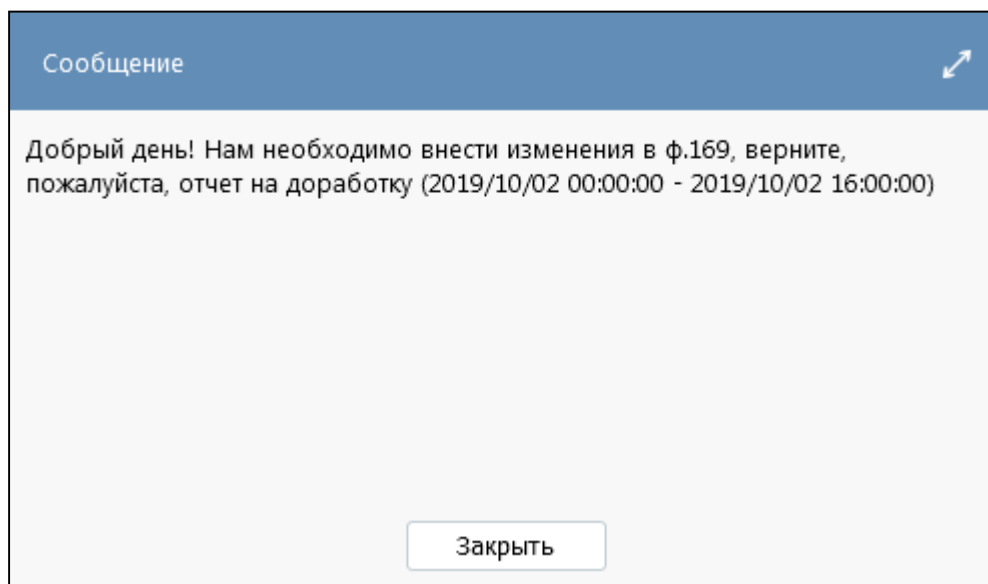 Сообщение
Добрый день! Нам необходимо внести изменения в ф.169, верните,
пожалуйста, отчет на доработку (2019/10/02 00:00:00 - 2019/10/02 16:00:00)
Закрыть